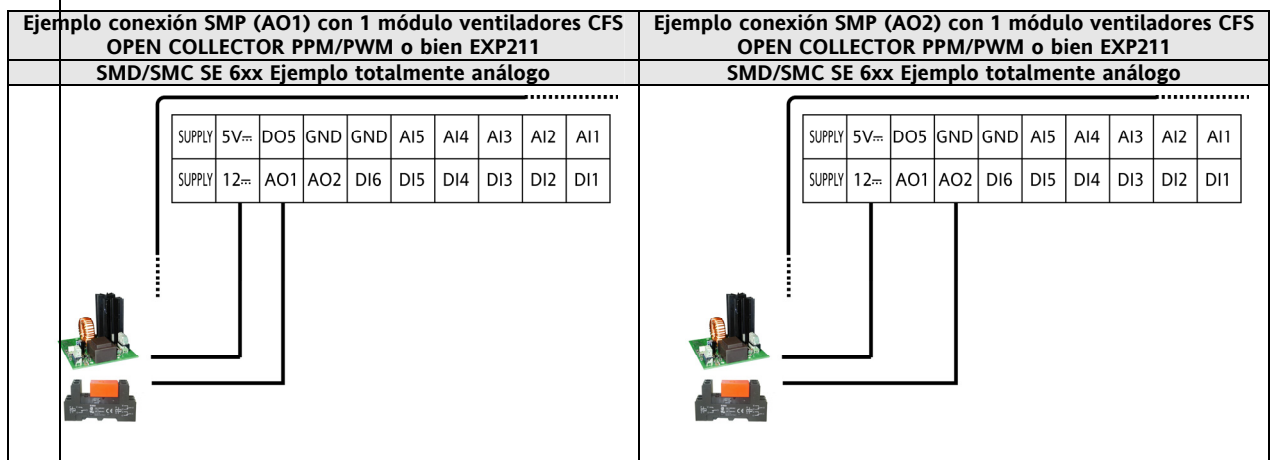 Ejemplo conexión SMP (AO1) con 1 módulo ventiladores CFS
OPEN COLLECTOR PPM/PWM o bien EXP211
SMD/SMC SE 6xx Ejemplo totalmente análogo
SUPPLY 5V⎓ DO5 GND GND AI5 AI4 AI3 AI2 AI1
SUPPLY 12⎓ AO1 AO2 DI6 DI5 DI4 DI3 DI2 DI1
Ejemplo conexión SMP (AO2) con 1 módulo ventiladores CFS
OPEN COLLECTOR PPM/PWM o bien EXP211
SMD/SMC SE 6xx Ejemplo totalmente análogo
SUPPLY 5V⎓ DO5 GND GND AI5 AI4 AI3 AI2 AI1
SUPPLY 12⎓ AO1 AO2 DI6 DI5 DI4 DI3 DI2 DI1